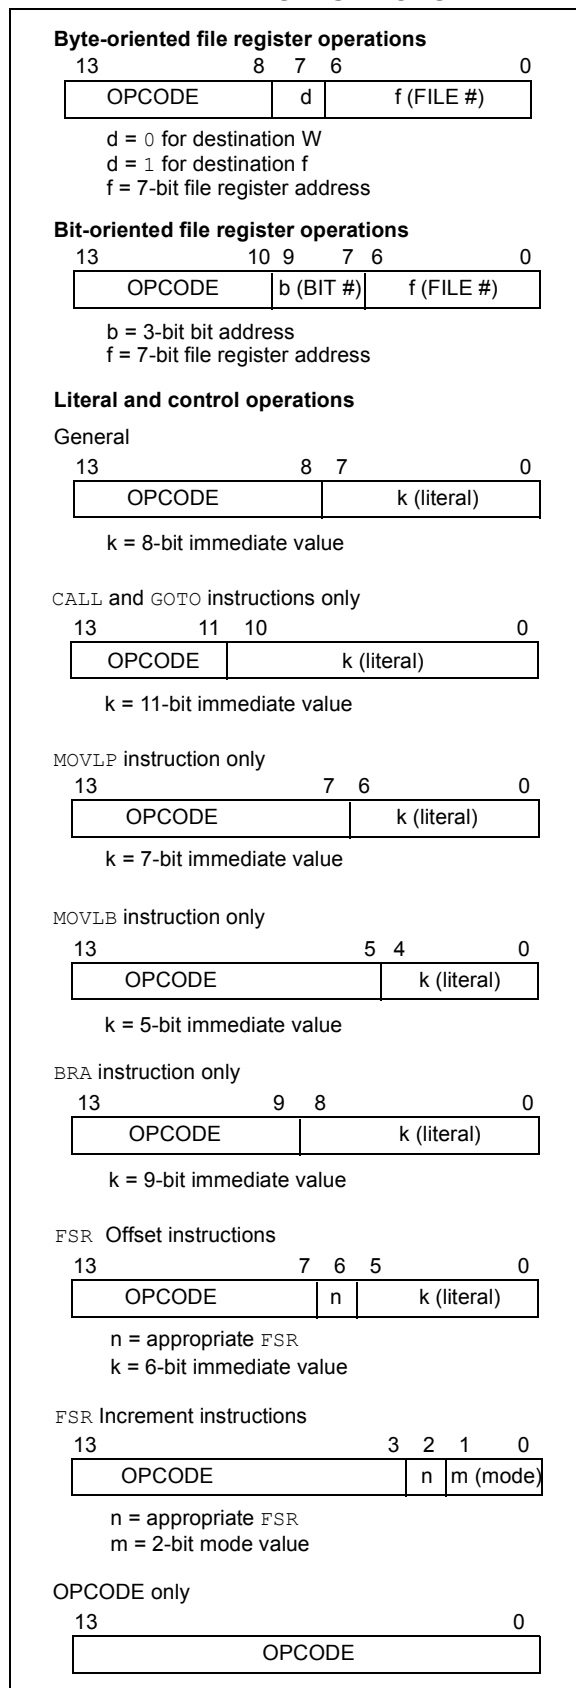 Byte-oriented file register operations
13 8 7 6 0
OPCODE d f (FILE #)
d = 0 for destination W
d = 1 for destination f
f = 7-bit file register address
Bit-oriented file register operations
13 10 9 7 6 0
OPCODE b (BIT #) f (FILE #)
b = 3-bit bit address
f = 7-bit file register address
Literal and control operations
General
13 8 7 0
OPCODE k (literal)
k = 8-bit immediate value
CALL and GOTO instructions only
13 11 10 0
OPCODE k (literal)
k = 11-bit immediate value
MOVLP instruction only
13 7 6 0
OPCODE k (literal)
k = 7-bit immediate value
MOVLB instruction only
13 5 4 0
OPCODE k (literal)
k = 5-bit immediate value
BRA instruction only
13 9 8 0
OPCODE k (literal)
k = 9-bit immediate value
FSR Offset instructions
13 7 6 5 0
OPCODE n k (literal)
n = appropriate FSR
k = 6-bit immediate value
FSR Increment instructions
13 3 2 1 0
OPCODE n m (mode)
n = appropriate FSR
m = 2-bit mode value
OPCODE only
13 0
OPCODE